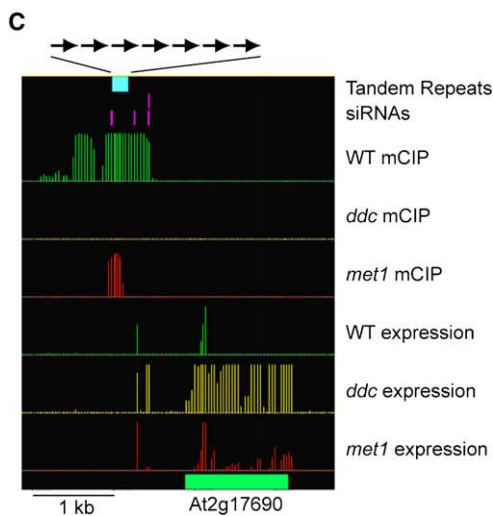 C
Tandem Repeats
siRNAs
WT mCIP
ddc mCIP
met1 mCIP
WT expression
ddc expression
met1 expression
1 kb
At2g17690